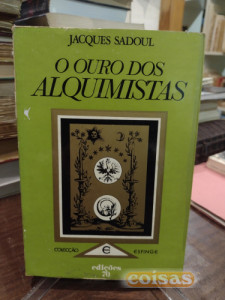 JACQUES SADOUL
O OURO DOS
ALQUIMISTAS
COLECÇÃO
e
ESFINGE
edições
70
coisas